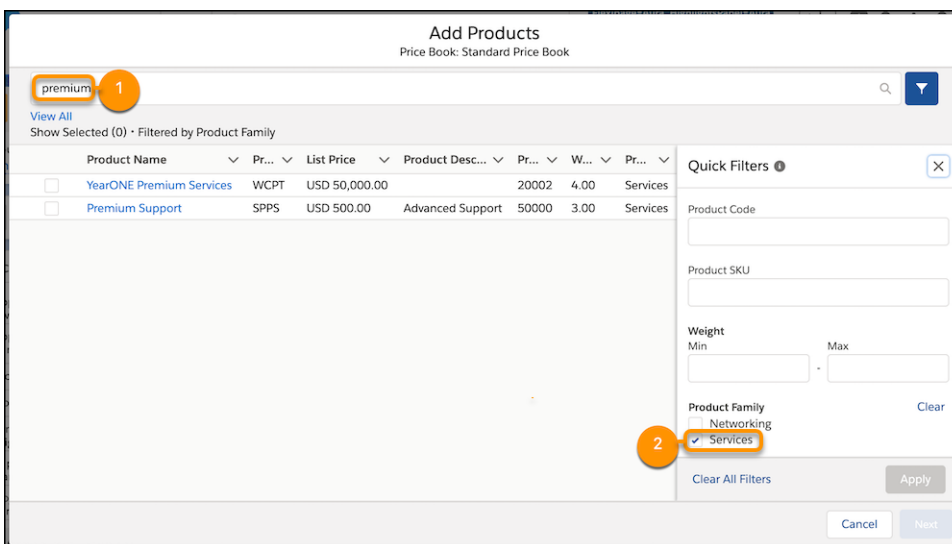 Add Products
Price Book: Standard Price Book
premium
1
View All
Show Selected (0) • Filtered by Product Family
Product Name Pr... List Price Product Desc... Pr... W... Pr...
YearONE Premium Services WCPT USD 50,000.00 20002 4.00 Services
Premium Support SPPS USD 500.00 Advanced Support 50000 3.00 Services
Quick Filters
Product Code
Product SKU
Weight
Min Max
-
Product Family Clear
Networking
2 Services
Clear All Filters Apply
Cancel Next